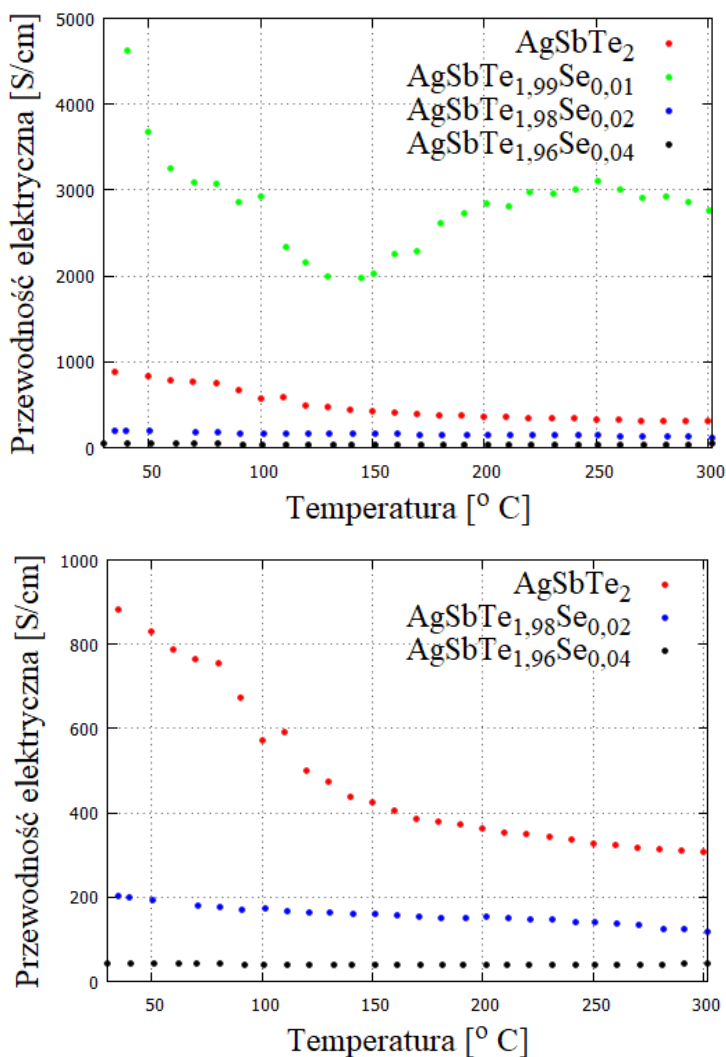 Przewodność elektryczna [S/cm]
5000
4000
3000
2000
1000
0
AgSbTe2
AgSbTe1,99Se0,01
AgSbTe1,98Se0,02
AgSbTe1,96Se0,04
50 100 150 200 250 300
Temperatura [o C]
Przewodność elektryczna [S/cm]
1000
800
600
400
200
0
AgSbTe2
AgSbTe1,98Se0,02
AgSbTe1,96Se0,04
50 100 150 200 250 300
Temperatura [o C]